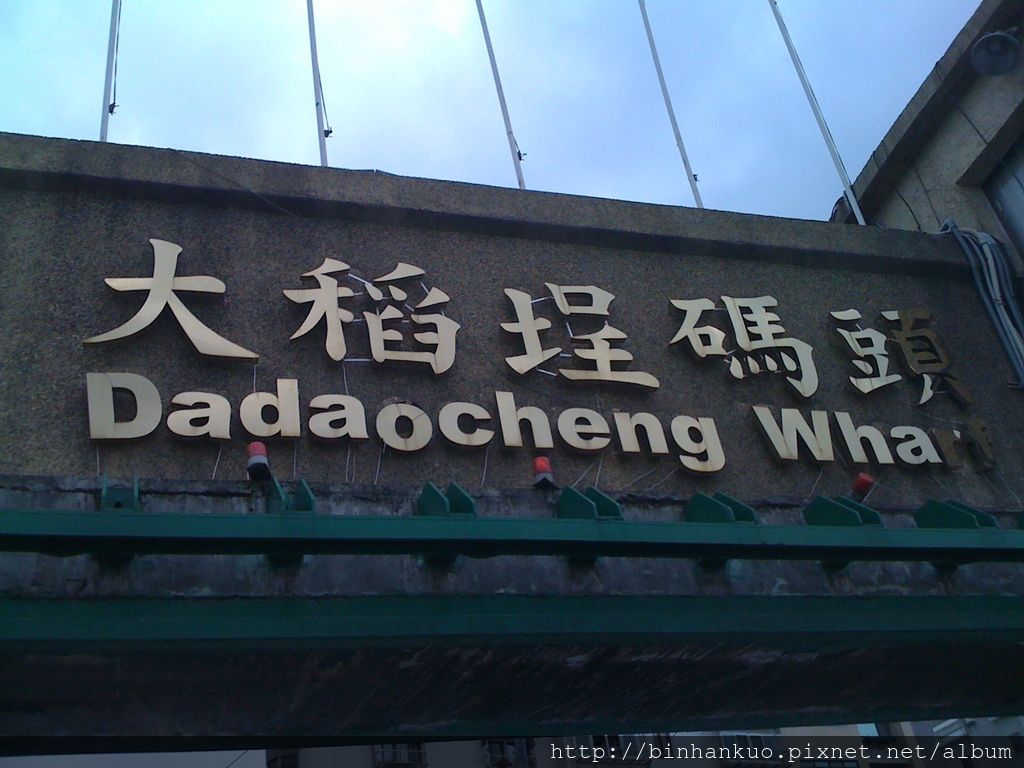 大稻埕碼頭
Dadaocheng Wharf
http://binhankuo.pixnet.net/album